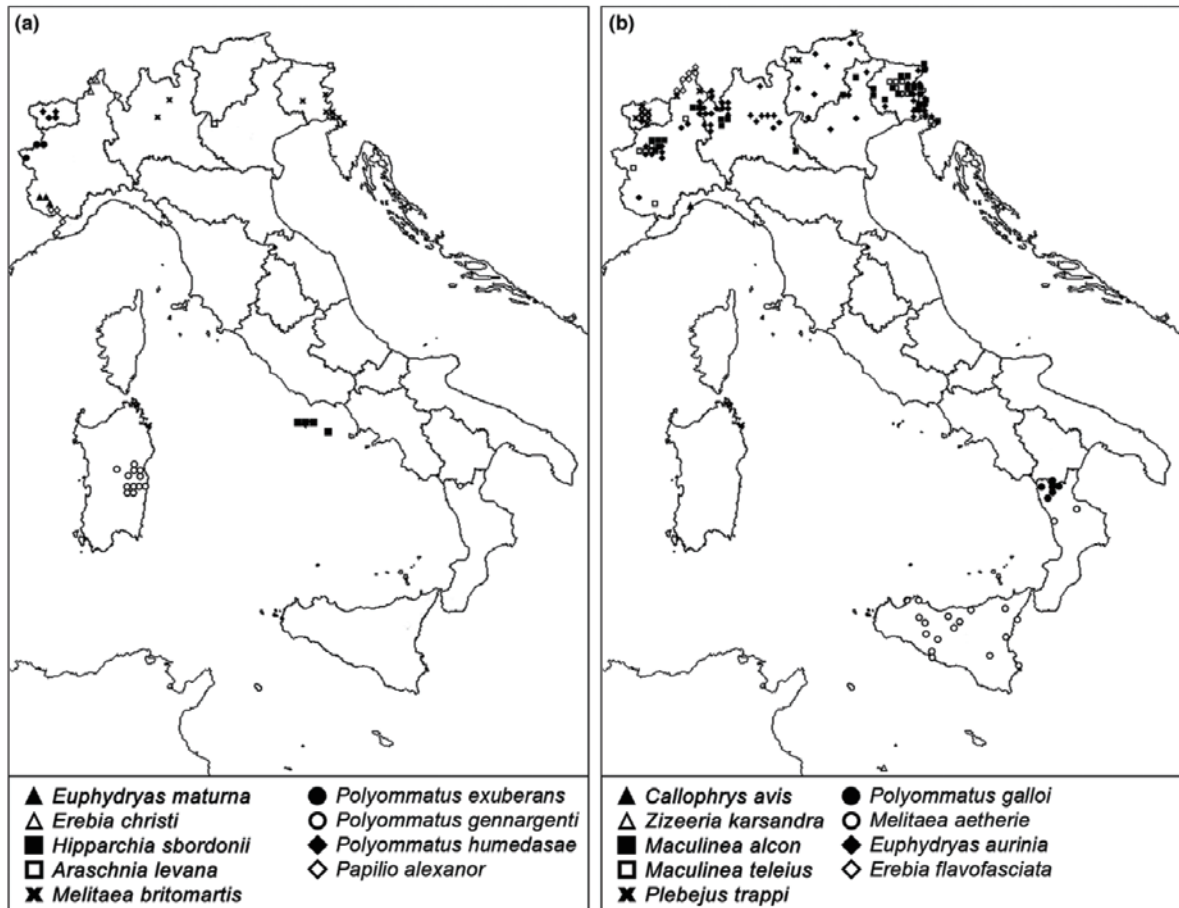 (a)
Euphydryas maturna
Erebia christi
Hipparchia sbordonii
Araschnia levana
Melitaea britomartis
Polyommatus exuberans
Polyommatus gennargenti
Polyommatus humedasae
Papilio alexanor
(b)
Callophrys avis
Zizeeria karsandra
Maculinea alcon
Maculinea teleius
Plebejus trappi
Polyommatus galloi
Melitaea aetherie
Euphydryas aurinia
Erebia flavofasciata